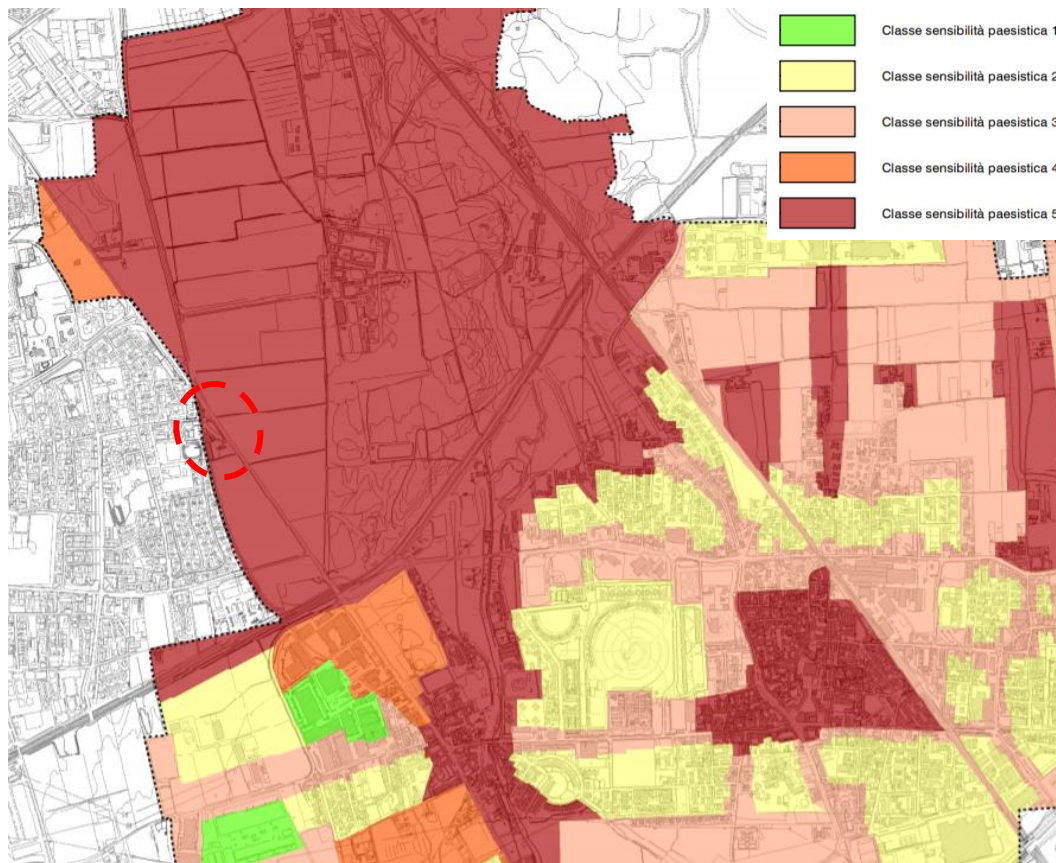 Classe sensibilità paesistica 1
Classe sensibilità paesistica 2
Classe sensibilità paesistica 3
Classe sensibilità paesistica 4
Classe sensibilità paesistica 5